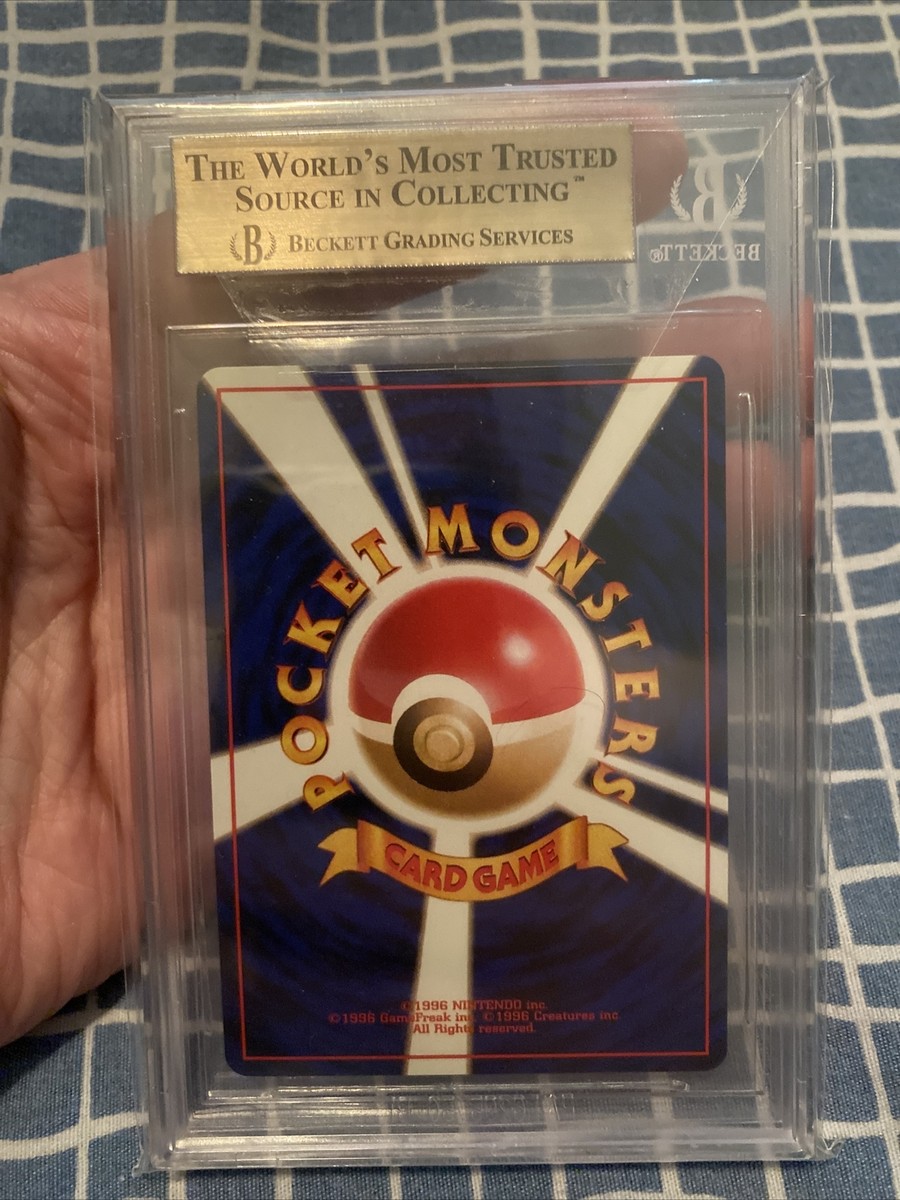 THE WORLD'S MOST TRUSTED
SOURCE IN COLLECTING™
B BECKETT GRADING SERVICES
B
BECKETT®
POCKET MONSTERS
CARD GAME
©1996 NINTENDO inc.
©1996 GameFreak inc. ©1996 Creatures inc.
All Rights reserved.